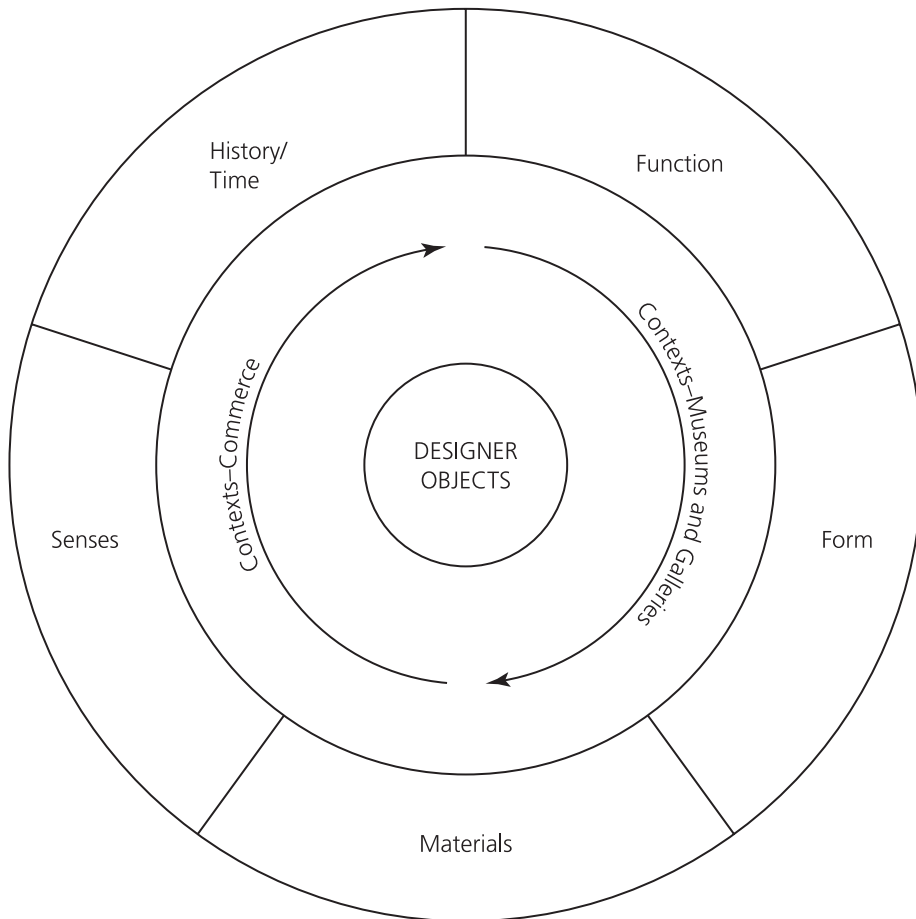 History/
Time
Function
Contexts–Commerce
Contexts–Museums and Galleries
DESIGNER
OBJECTS
Senses
Form
Materials